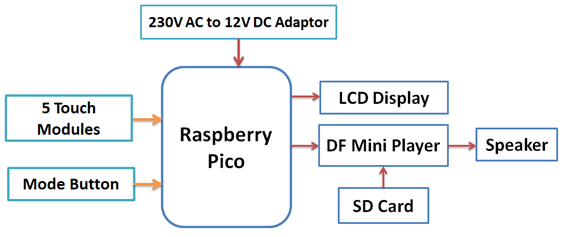 230V AC to 12V DC Adaptor
5 Touch
Modules
Mode Button
Raspberry
Pico
LCD Display
DF Mini Player
Speaker
SD Card